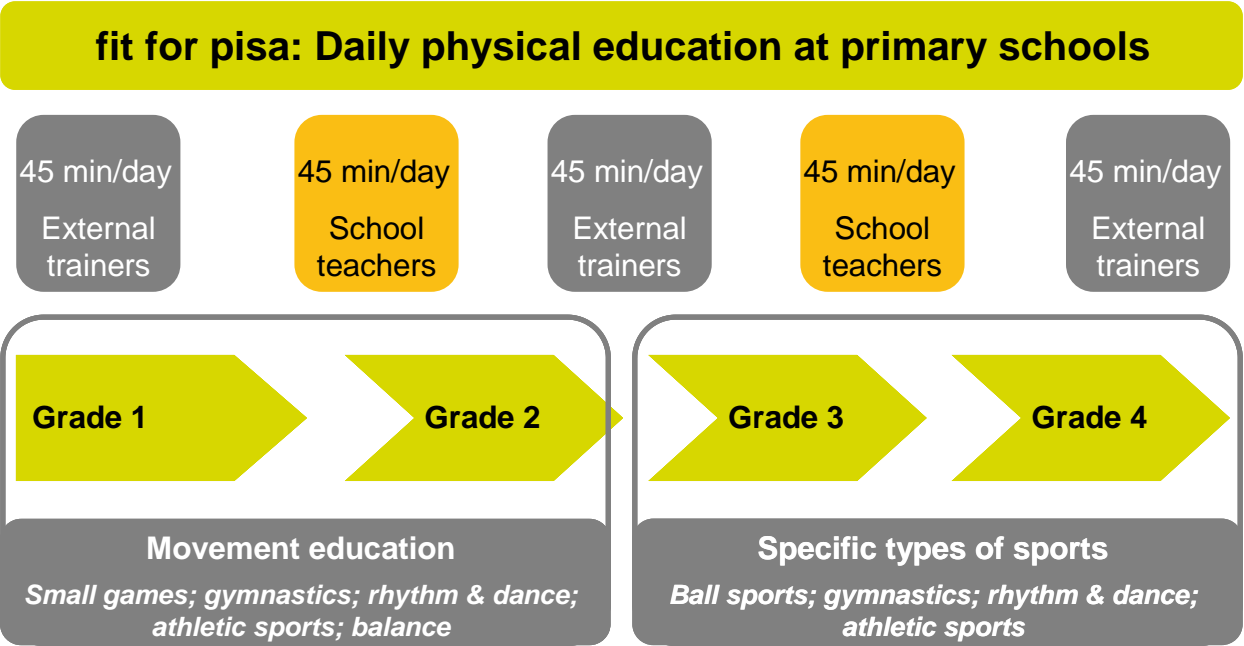 fit for pisa: Daily physical education at primary schools
45 min/day
External
trainers
45 min/day
School
teachers
45 min/day
External
trainers
45 min/day
School
teachers
45 min/day
External
trainers
Grade 1
Grade 2
Grade 3
Grade 4
Movement education
Small games; gymnastics; rhythm & dance;
athletic sports; balance
Specific types of sports
Ball sports; gymnastics; rhythm & dance;
athletic sports